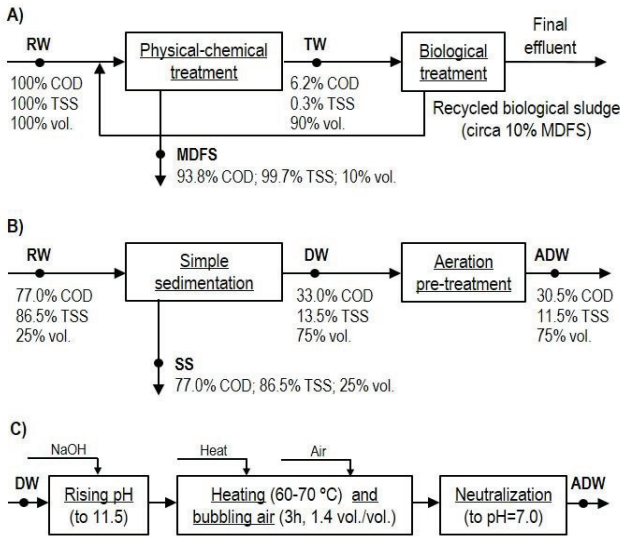 A)
RW
100% COD
100% TSS
100% vol.
Physical-chemical
treatment
TW
6.2% COD
0.3% TSS
90% vol.
Biological
treatment
Final
effluent
Recycled biological sludge
(circa 10% MDFS)
MDFS
93.8% COD; 99.7% TSS; 10% vol.
B)
RW
77.0% COD
86.5% TSS
25% vol.
Simple
sedimentation
DW
33.0% COD
13.5% TSS
75% vol.
Aeration
pre-treatment
ADW
30.5% COD
11.5% TSS
75% vol.
SS
77.0% COD; 86.5% TSS; 25% vol.
C)
NaOH
Heat
Air
DW
Rising pH
(to 11.5)
Heating (60-70 ºC) and
bubbling air (3h, 1.4 vol./vol.)
Neutralization
(to pH=7.0)
ADW